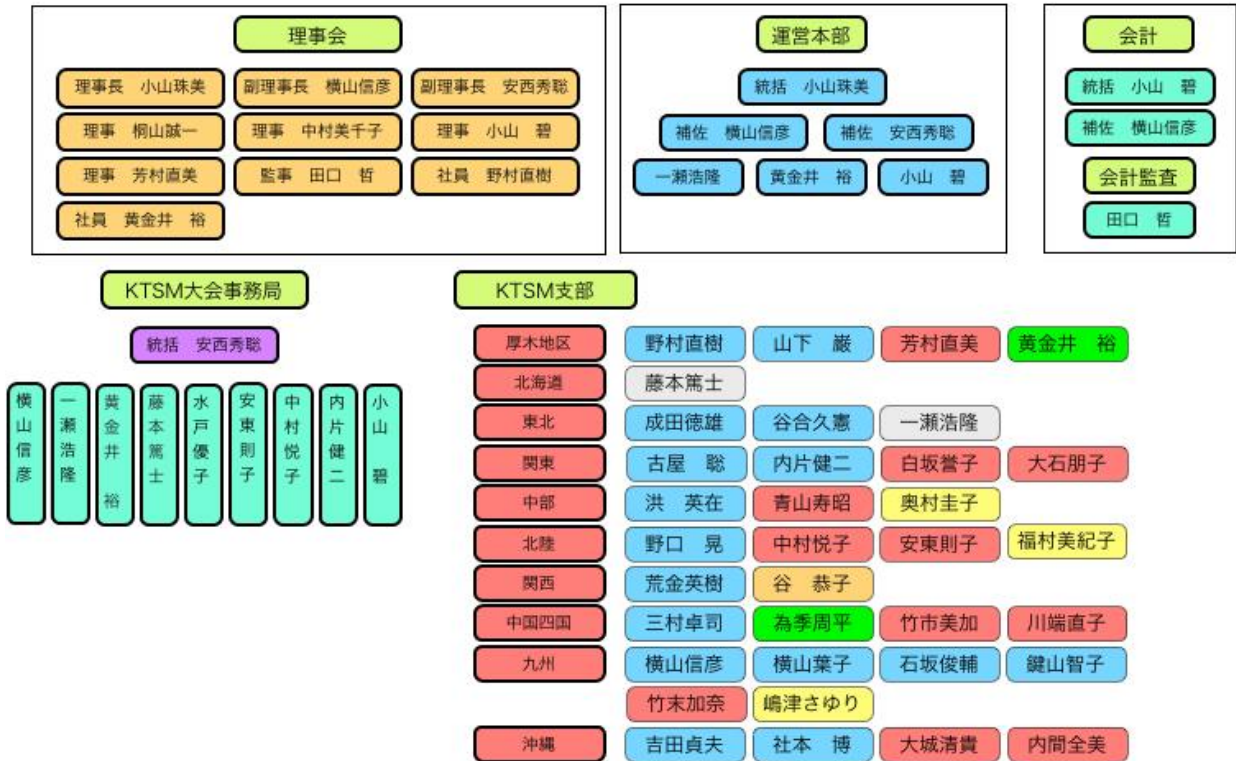 理事会
理事長　小山珠美
副理事長　横山信彦
副理事長　安西秀聡
理事　桐山誠一
理事　中村美千子
理事　小山　碧
理事　芳村直美
監事　田口　哲
社員　野村直樹
社員　黄金井　裕
運営本部
統括　小山珠美
補佐　横山信彦
補佐　安西秀聡
一瀬浩隆
黄金井　裕
小山　碧
会計
統括　小山　碧
補佐　横山信彦
会計監査
田口　哲
KTSM大会事務局
統括　安西秀聡
横山信彦
一瀬浩隆
黄金井　裕
藤本篤士
水戸優子
安東則子
中村悦子
内片健二
小山　碧
KTSM支部
厚木地区　野村直樹　山下　巌　芳村直美　黄金井　裕
北海道　藤本篤士
東北　成田徳雄　谷合久憲　一瀬浩隆
関東　古屋　聡　内片健二　白坂誉子　大石朋子
中部　洪　英在　青山寿昭　奥村圭子
北陸　野口　晃　中村悦子　安東則子　福村美紀子
関西　荒金英樹　谷　恭子
中国四国　三村卓司　為季周平　竹市美加　川端直子
九州　横山信彦　横山葉子　石坂俊輔　鍵山智子
竹末加奈　嶋津さゆり
沖縄　吉田貞夫　社本　博　大城清貴　内間全美